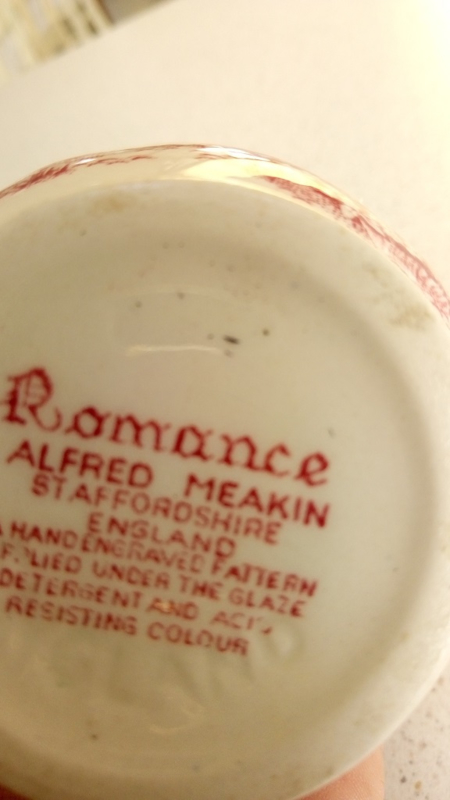 Romance
ALFRED MEAKIN
STAFFORDSHIRE
ENGLAND
A HAND ENGRAVED PATTERN
UNDER THE GLAZE
DETERGENT AND
RESISTING COLOUR